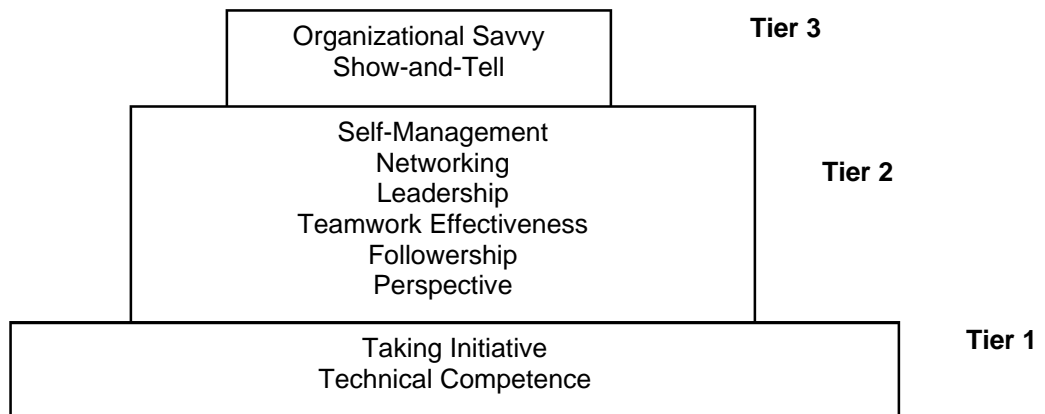 Organizational Savvy
Show-and-Tell
Tier 3
Self-Management
Networking
Leadership
Teamwork Effectiveness
Followership
Perspective
Tier 2
Taking Initiative
Technical Competence
Tier 1